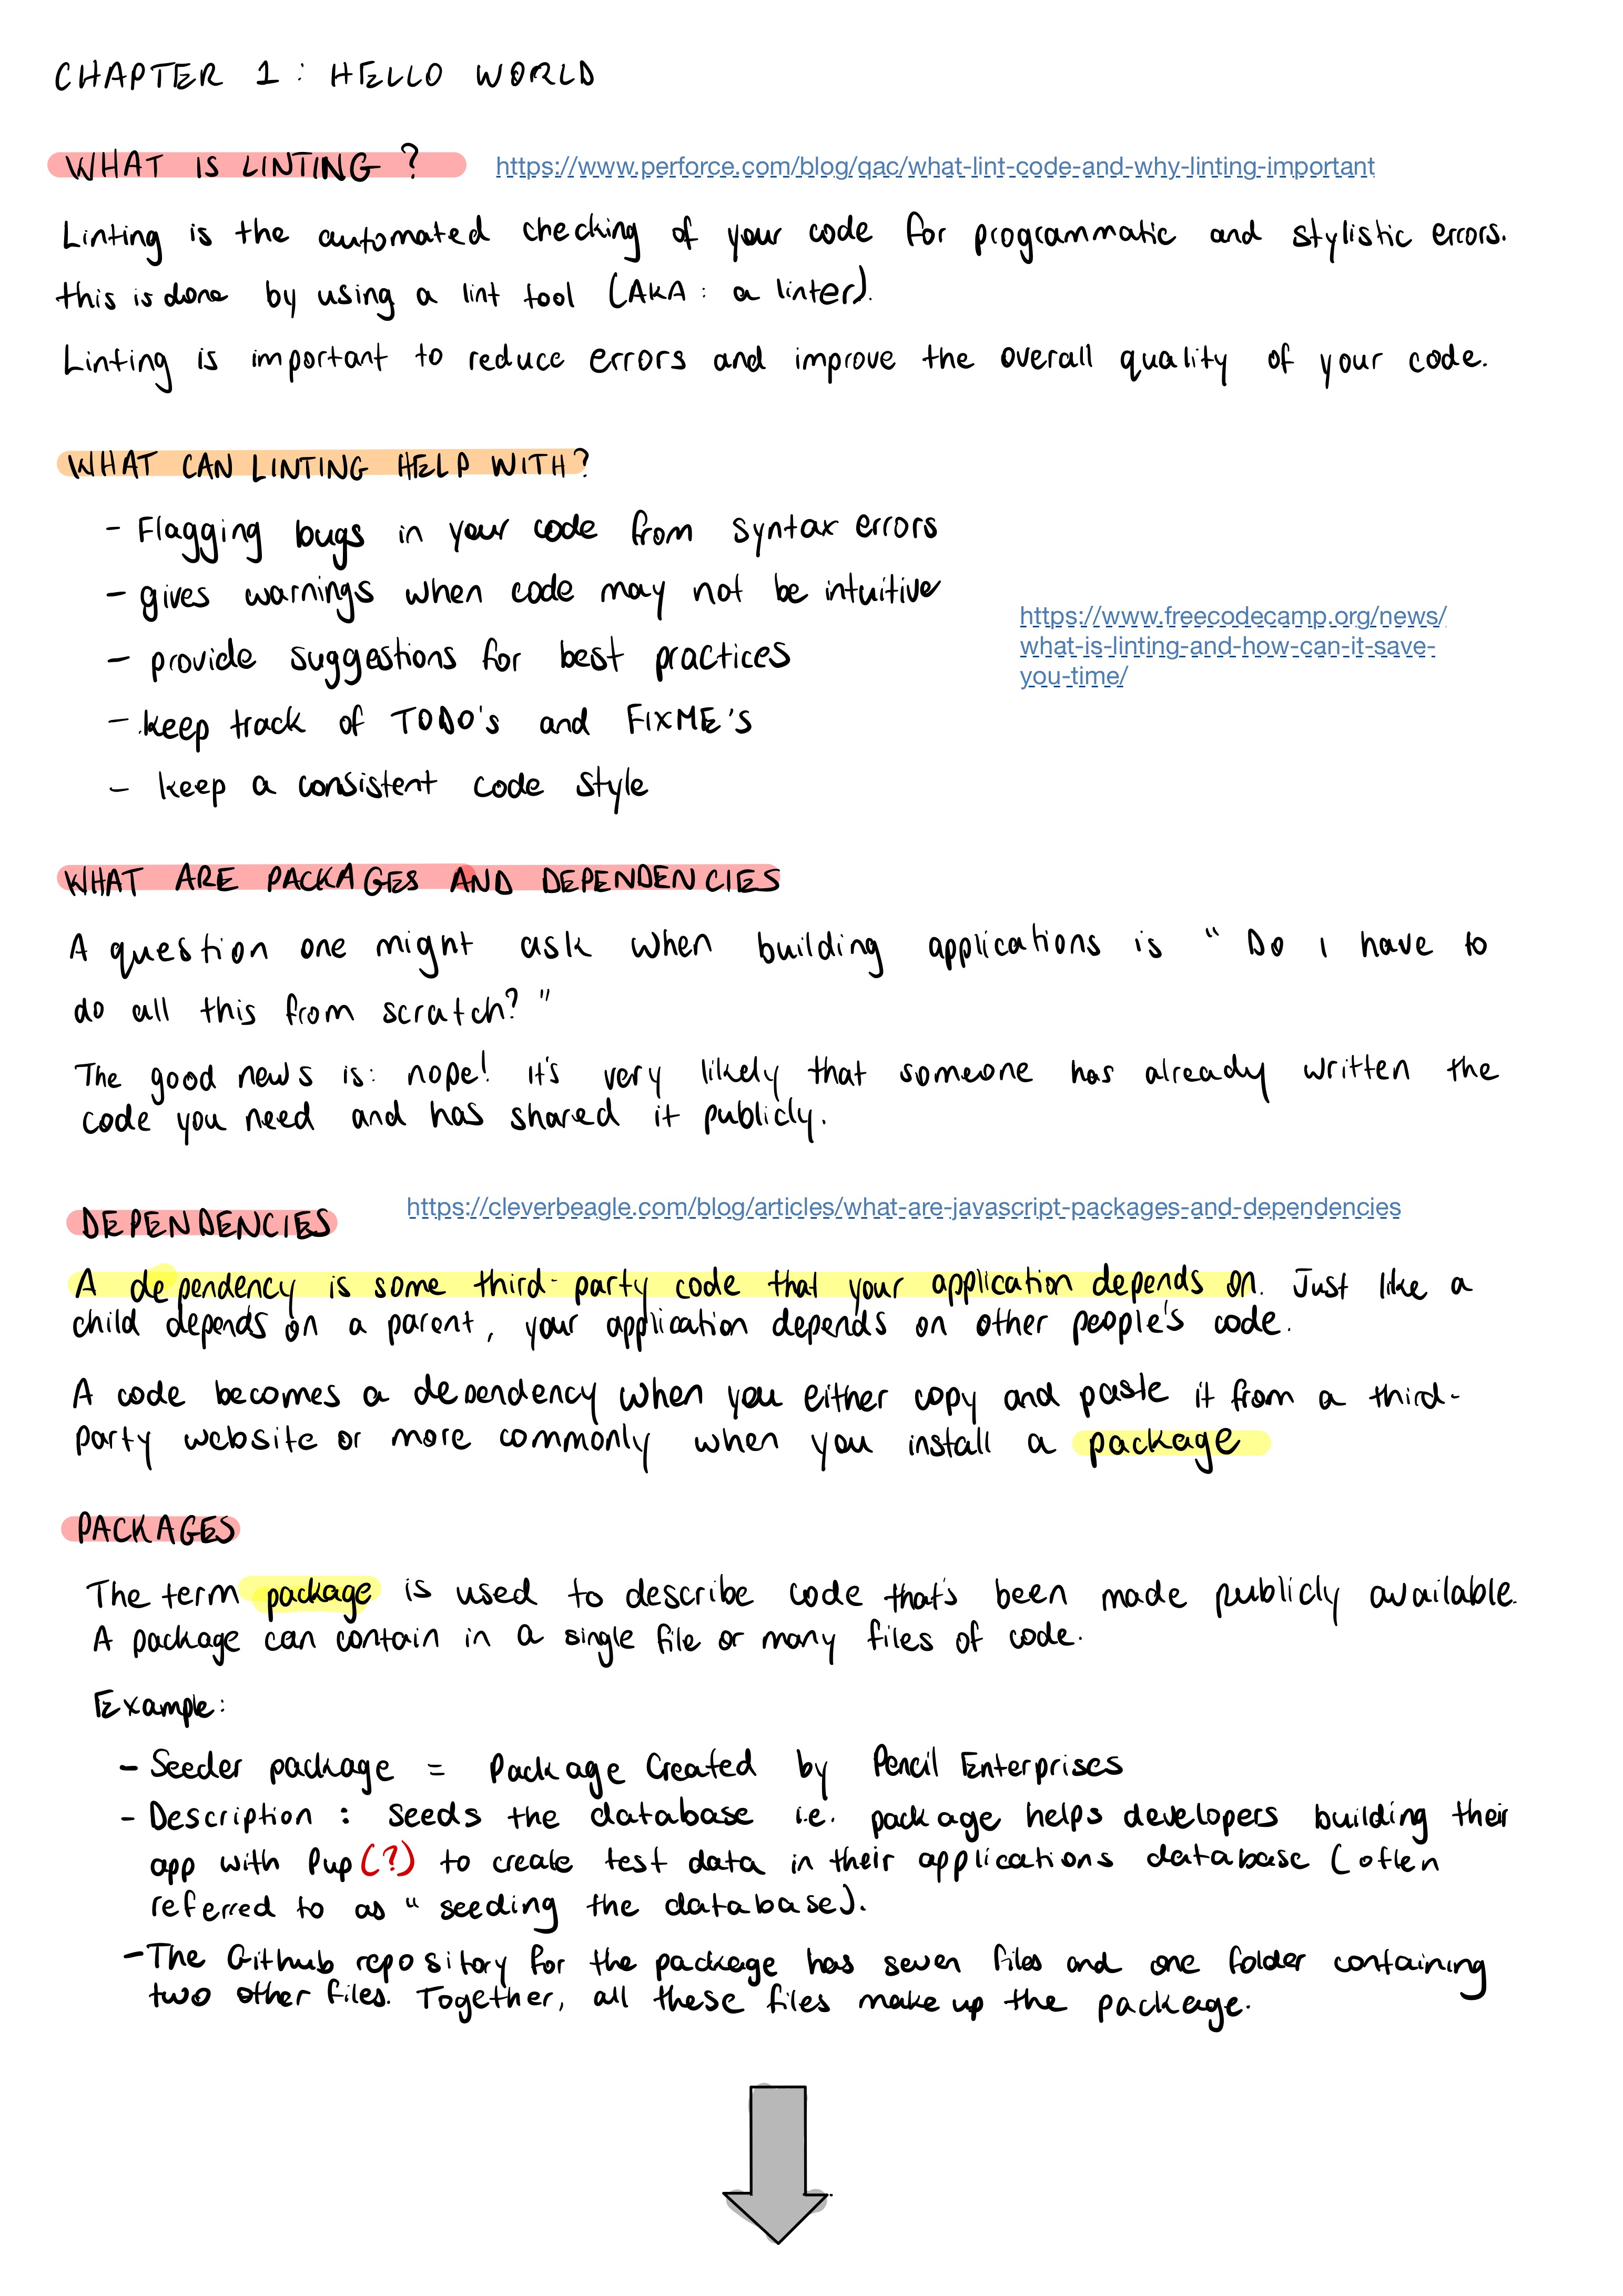 CHAPTER 1: HELLO WORLD
WHAT IS LINTING? https://www.perforce.com/blog/qac/what-lint-code-and-why-linting-important
Linting is the automated checking of your code for programmatic and stylistic errors.
this is done by using a lint tool (AKA: a linter).
Linting is important to reduce errors and improve the overall quality of your code.
WHAT CAN LINTING HELP WITH?
- Flagging bugs in your code from syntax errors
- gives warnings when code may not be intuitive
- provide suggestions for best practices
- keep track of TODO's and FIXME's
- keep a consistent code style
https://www.freecodecamp.org/news/
what-is-linting-and-how-can-it-save-
you-time/
WHAT ARE PACKAGES AND DEPENDENCIES
A question one might ask when building applications is "Do I have to
do all this from scratch?"
The good news is: nope! it's very likely that someone has already written the
code you need and has shared it publicly.
DEPENDENCIES https://cleverbeagle.com/blog/articles/what-are-javascript-packages-and-dependencies
A dependency is some third-party code that your application depends on. Just like a
child depends on a parent, your application depends on other people's code.
A code becomes a dependency when you either copy and paste it from a third-
party website or more commonly when you install a package
PACKAGES
The term package is used to describe code that's been made publicly available.
A package can contain in a single file or many files of code.
Example:
- Seeder package = Package Created by Pencil Enterprises
- Description: Seeds the database i.e. package helps developers building their
app with Pup (?) to create test data in their applications database (often
referred to as "seeding the database).
- The Github repository for the package has seven files and one folder containing
two other files. Together, all these files make up the package.